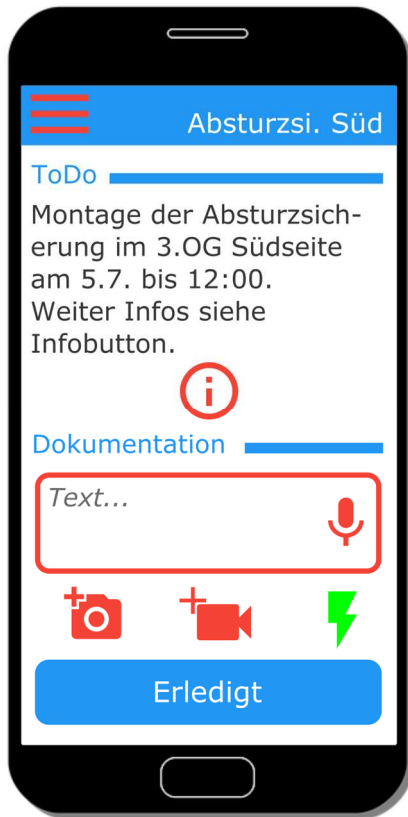 Absturzsi. Süd
ToDo
Montage der Absturzsich-
erung im 3.OG Südseite
am 5.7. bis 12:00.
Weiter Infos siehe
Infobutton.
i
Dokumentation
Text...
Erledigt